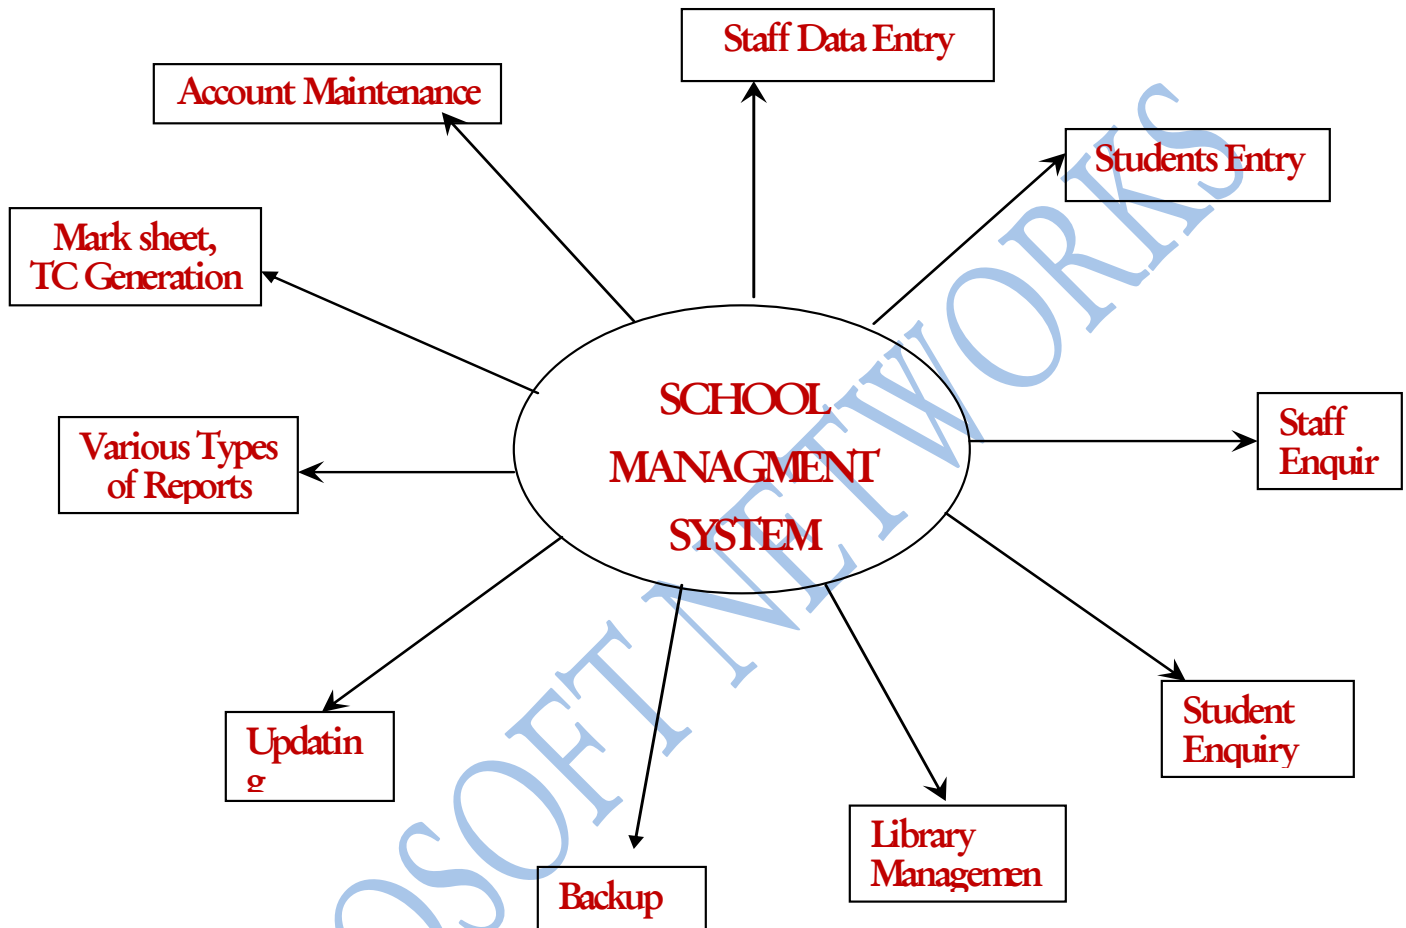 Staff Data Entry
Account Maintenance
Students Entry
Mark sheet,
TC Generation
SCHOOL
MANAGMENT
SYSTEM
Staff
Enquir
Various Types
of Reports
Student
Enquiry
Updatin
g
Library
Managemen
Backup
OSOFT NETWORKS